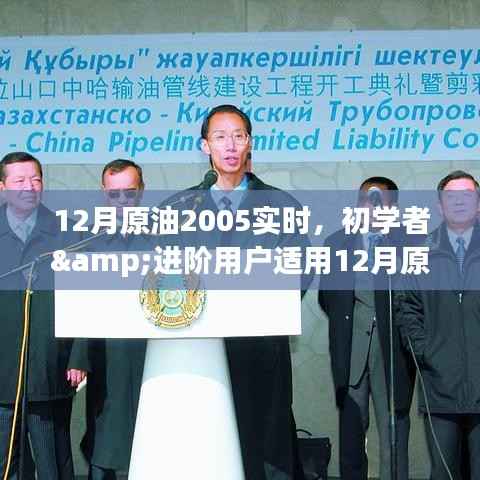 й Құбыры" жауапкершілігі шектеул
拉山口中哈输油管线建设工程开工典礼暨剪彩
азахстанско - Китайский Трубопрово
- China Pipeline Limited Liability Co
12月原油2005实时，初学者
&amp;进阶用户适用12月原